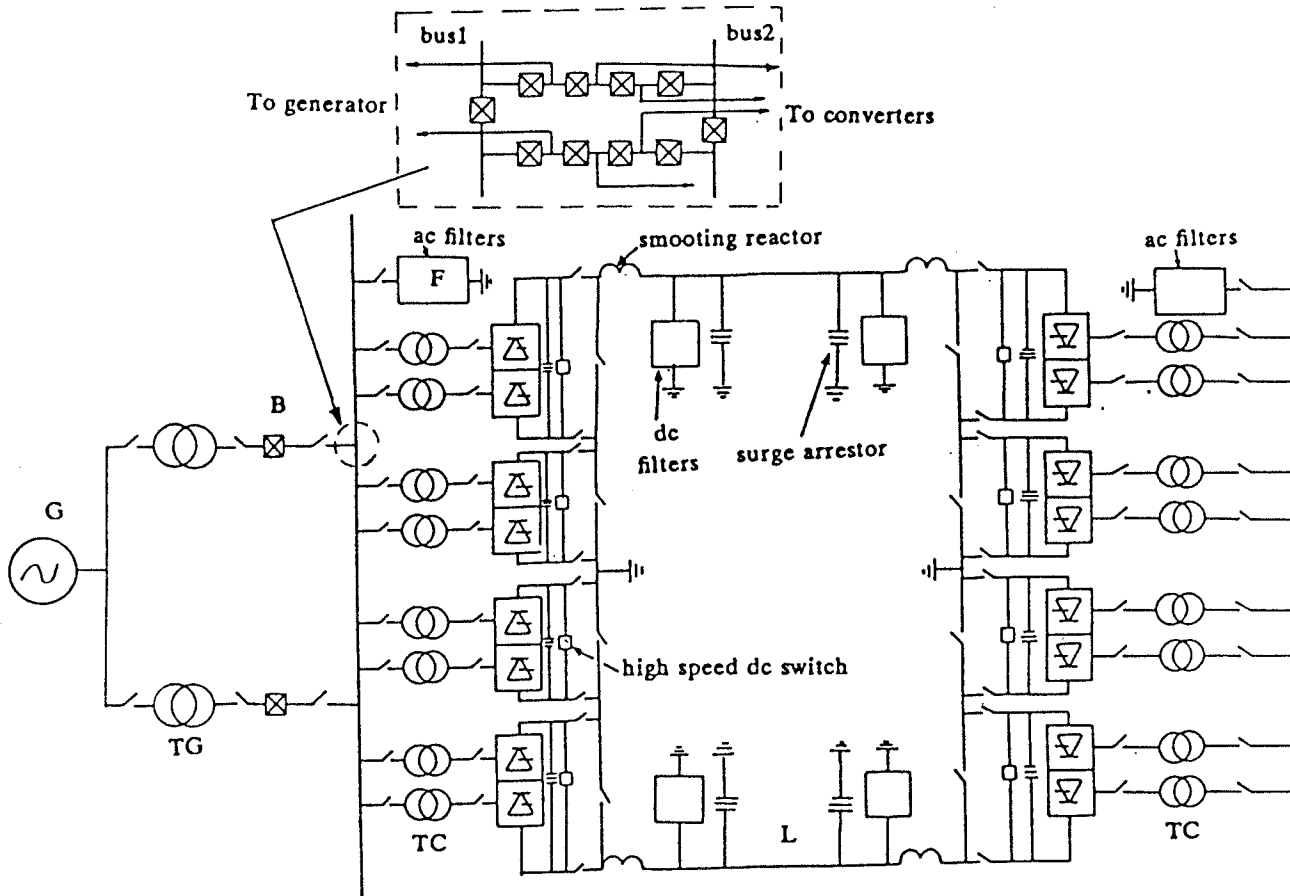 bus1
bus2
To generator
To converters
ac filters
smooting reactor
ac filters
F
B
dc
filters
surge arrestor
G
high speed dc switch
TG
TC
L
TC